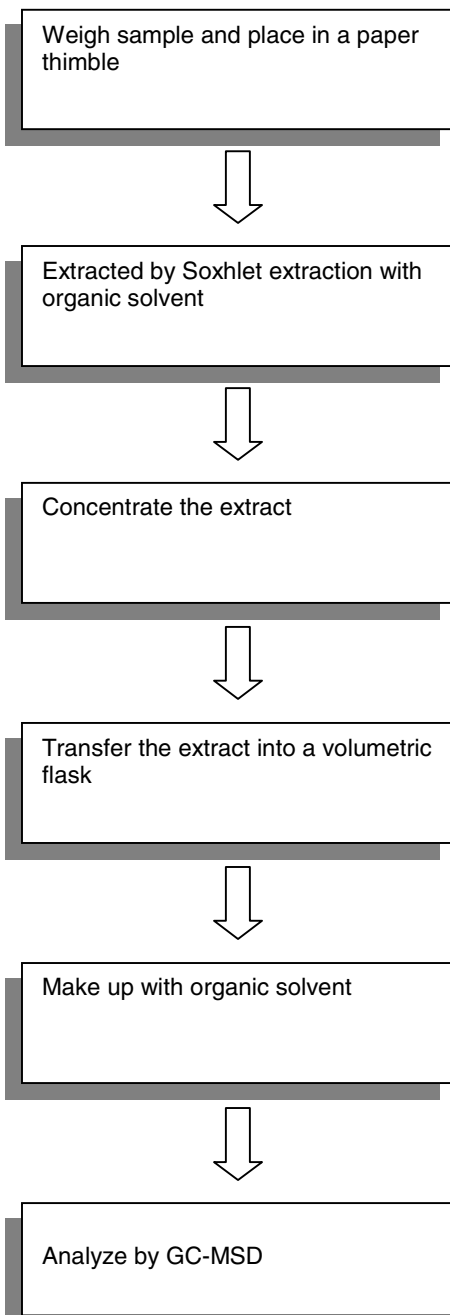 Weigh sample and place in a paper
thimble
Extracted by Soxhlet extraction with
organic solvent
Concentrate the extract
Transfer the extract into a volumetric
flask
Make up with organic solvent
Analyze by GC-MSD